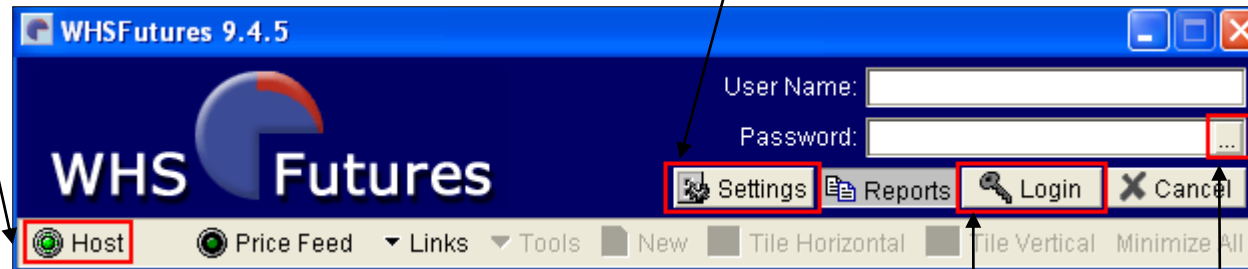 WHSFutures 9.4.5
User Name:
Password:
...
WHS Futures
Settings Reports Login Cancel
Host Price Feed Links Tools New Tile Horizontal Tile Vertical Minimize All